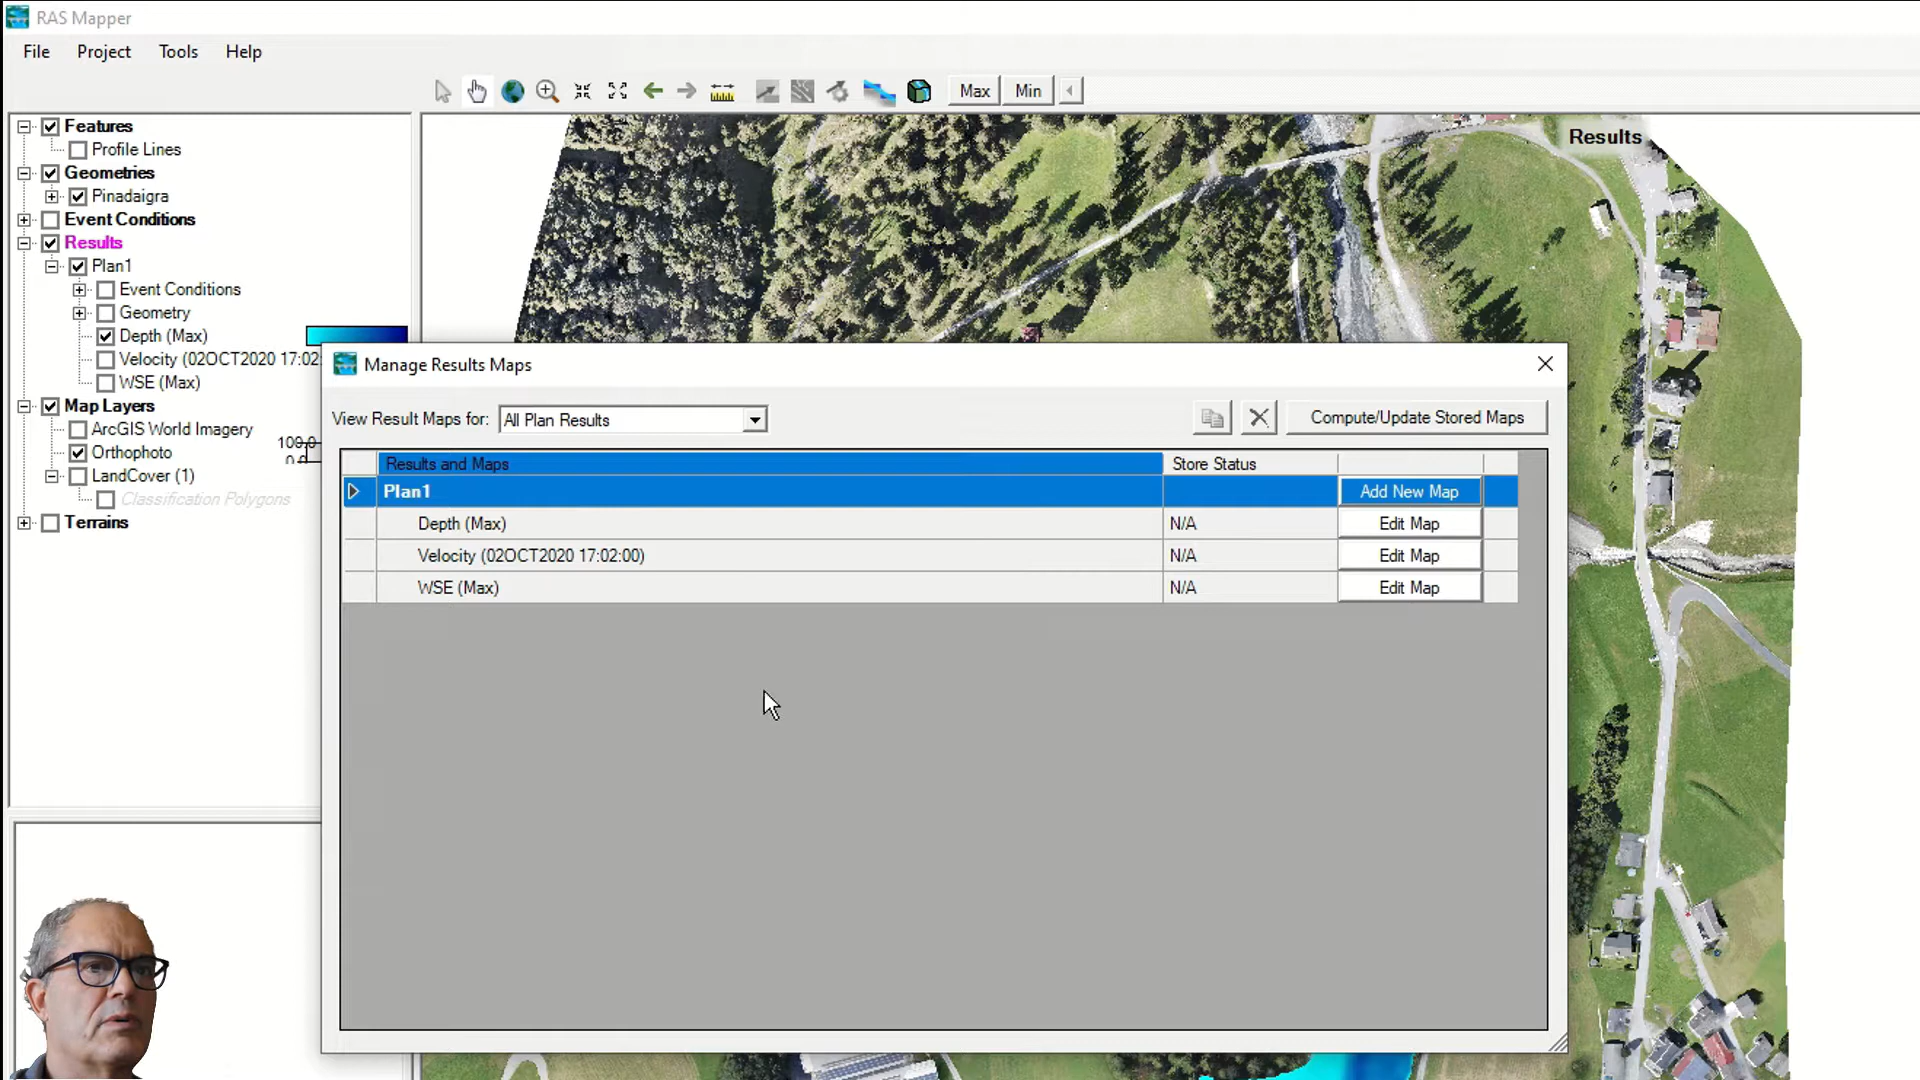 RAS Mapper
File Project Tools Help
Max Min
Features
Profile Lines
Geometries
Pinadaigra
Event Conditions
Results
Plan1
Event Conditions
Geometry
Depth (Max)
Velocity (02OCT2020 17:02:
WSE (Max)
Map Layers
ArcGIS World Imagery
Orthophoto
LandCover (1)
Classification Polygons
Terrains
Results
Manage Results Maps
View Result Maps for: All Plan Results Compute/Update Stored Maps
Results and Maps Store Status
Plan1 Add New Map
Depth (Max) N/A Edit Map
Velocity (02OCT2020 17:02:00) N/A Edit Map
WSE (Max) N/A Edit Map